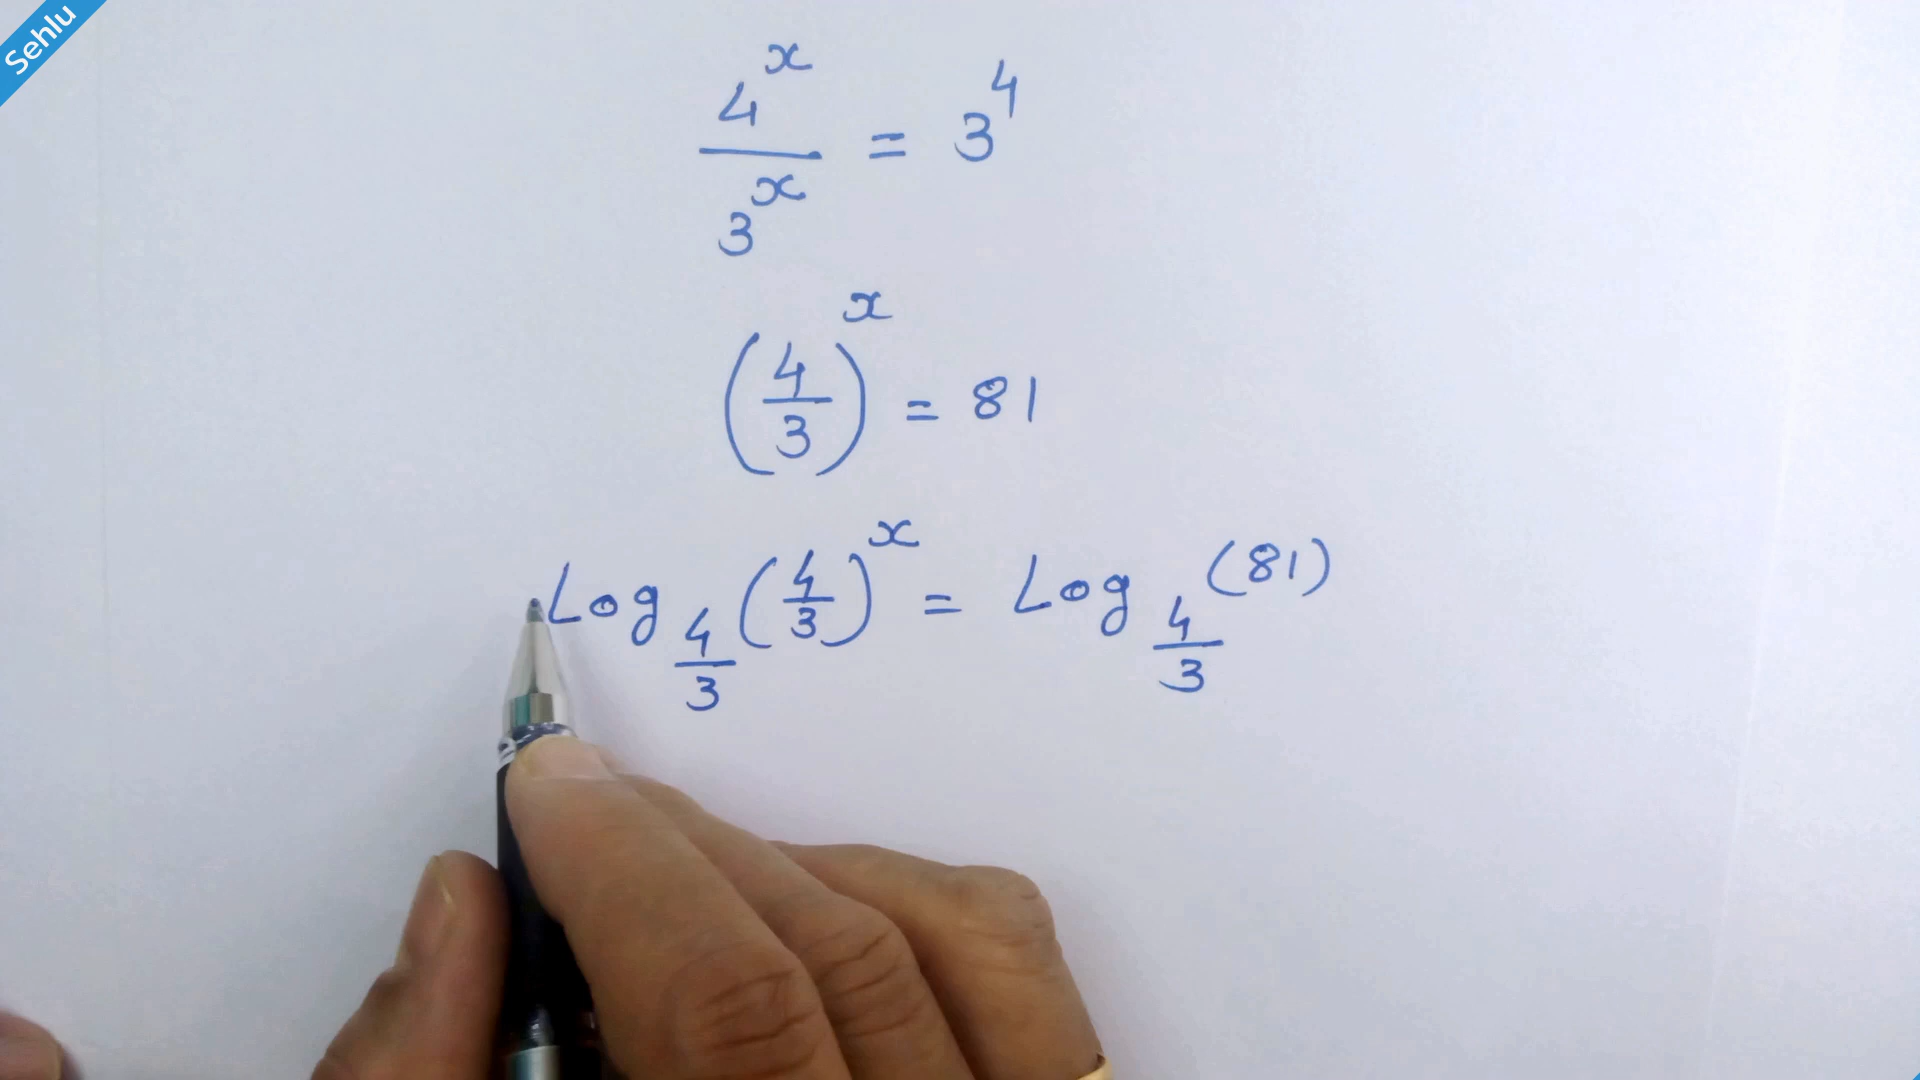 Sehlu
4^x / 3^x = 3^4
(4/3)^x = 81
Log_{4/3} (4/3)^x = Log_{4/3} (81)